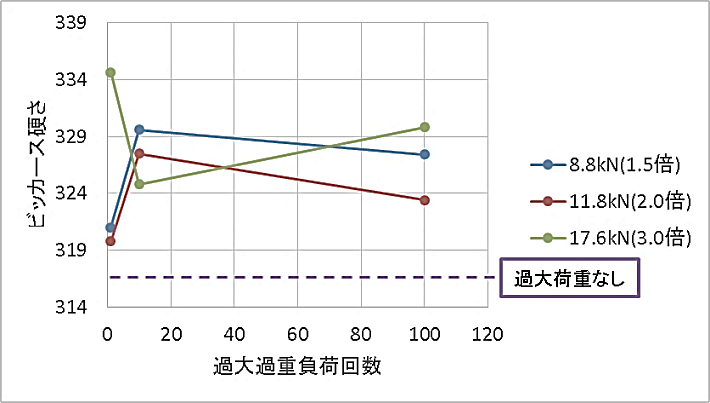 339
334
329
324
319
314
ビッカース硬さ
0 20 40 60 80 100 120
過大過重負荷回数
8.8kN(1.5倍)
11.8kN(2.0倍)
17.6kN(3.0倍)
過大荷重なし